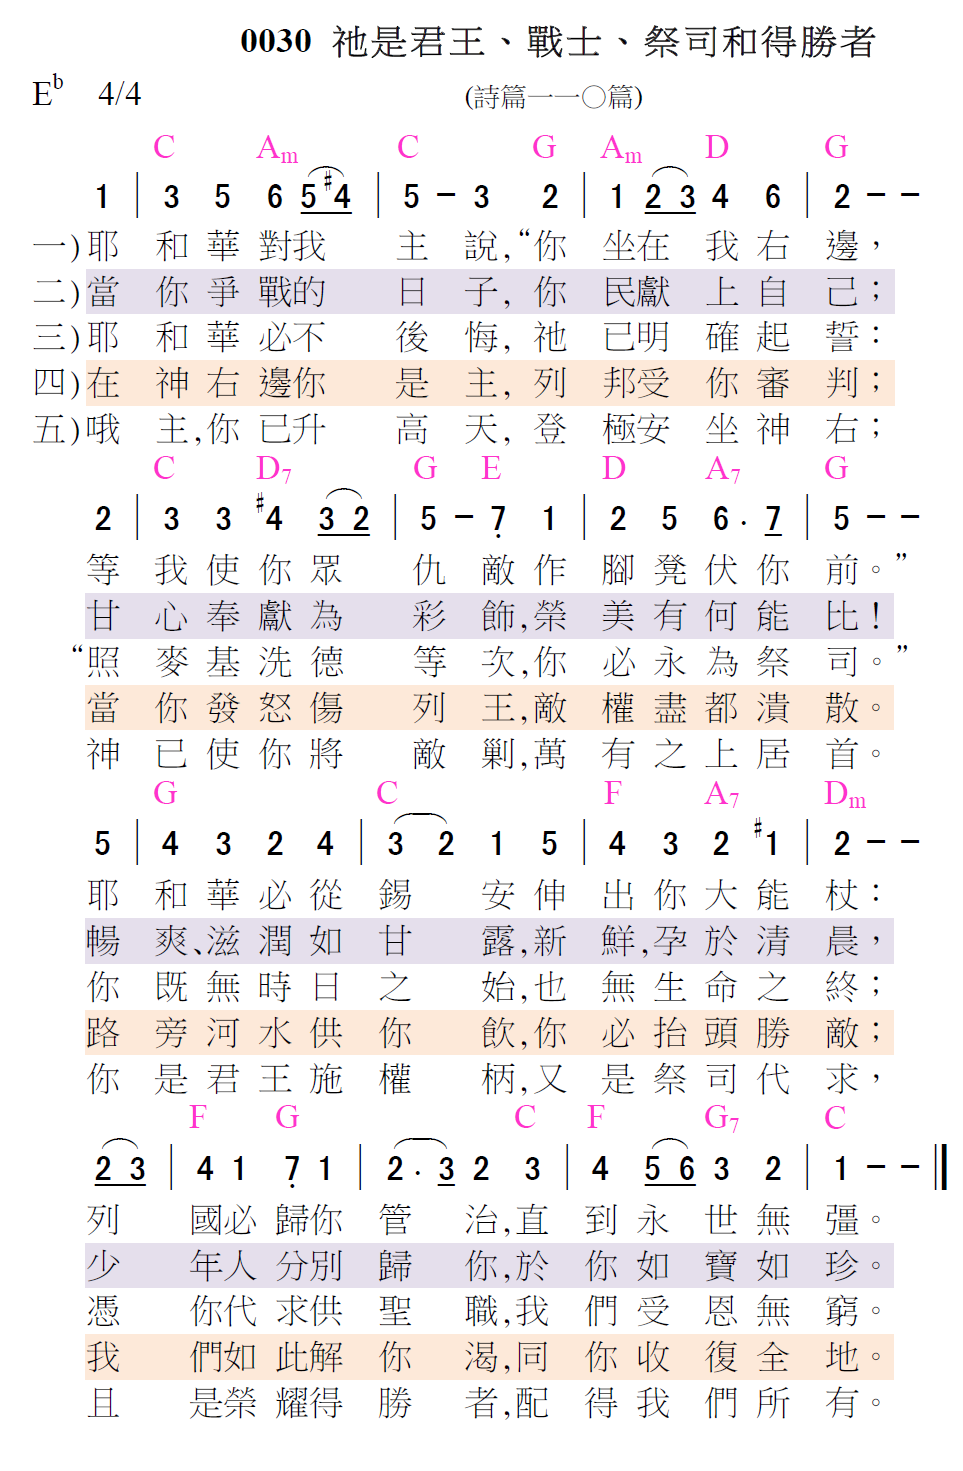 0030 祂是君王、戰士、祭司和得勝者
E♭ 4/4 (詩篇一一○篇)
C Am C G Am D G
1 | 3 5 6 5 #4 | 5 - 3 2 | 1 2 3 4 6 | 2 - -
一)耶和華對我主說,“你坐在我右邊，
二)當你爭戰的日子,你民獻上自己；
三)耶和華必不後悔,祂已明確起誓：
四)在神右邊你是主,列邦受你審判；
五)哦主,你已升高天,登極安坐神右；
C D7 G E D A7 G
2 | 3 3 #4 3 2 | 5 - 7̣ 1 | 2 5 6 . 7 | 5 - -
等我使你眾仇敵作腳凳伏你前。”
甘心奉獻為彩飾,榮美有何能比!
“照麥基洗德等次,你必永為祭司。”
當你發怒傷列王,敵權盡都潰散。
神已使你將敵剿,萬有之上居首。
G C F A7 Dm
5 | 4 3 2 4 | 3 2 1 5 | 4 3 2 #1 | 2 - -
耶和華必從錫安伸出你大能杖：
暢爽、滋潤如甘露,新鮮,孕於清晨，
你既無時日之始,也無生命之終；
路旁河水供你飲,你必抬頭勝敵；
你是君王施權柄,又是祭司代求，
F G C F G7 C
2 3 | 4 1 7̣ 1 | 2 . 3 2 3 | 4 5 6 3 2 | 1 - - ||
列國必歸你管治,直到永世無彊。
少年人分別歸你,於你如寶如珍。
憑你代求供聖職,我們受恩無窮。
我們如此解你渴,同你收復全地。
且是榮耀得勝者,配得我們所有。